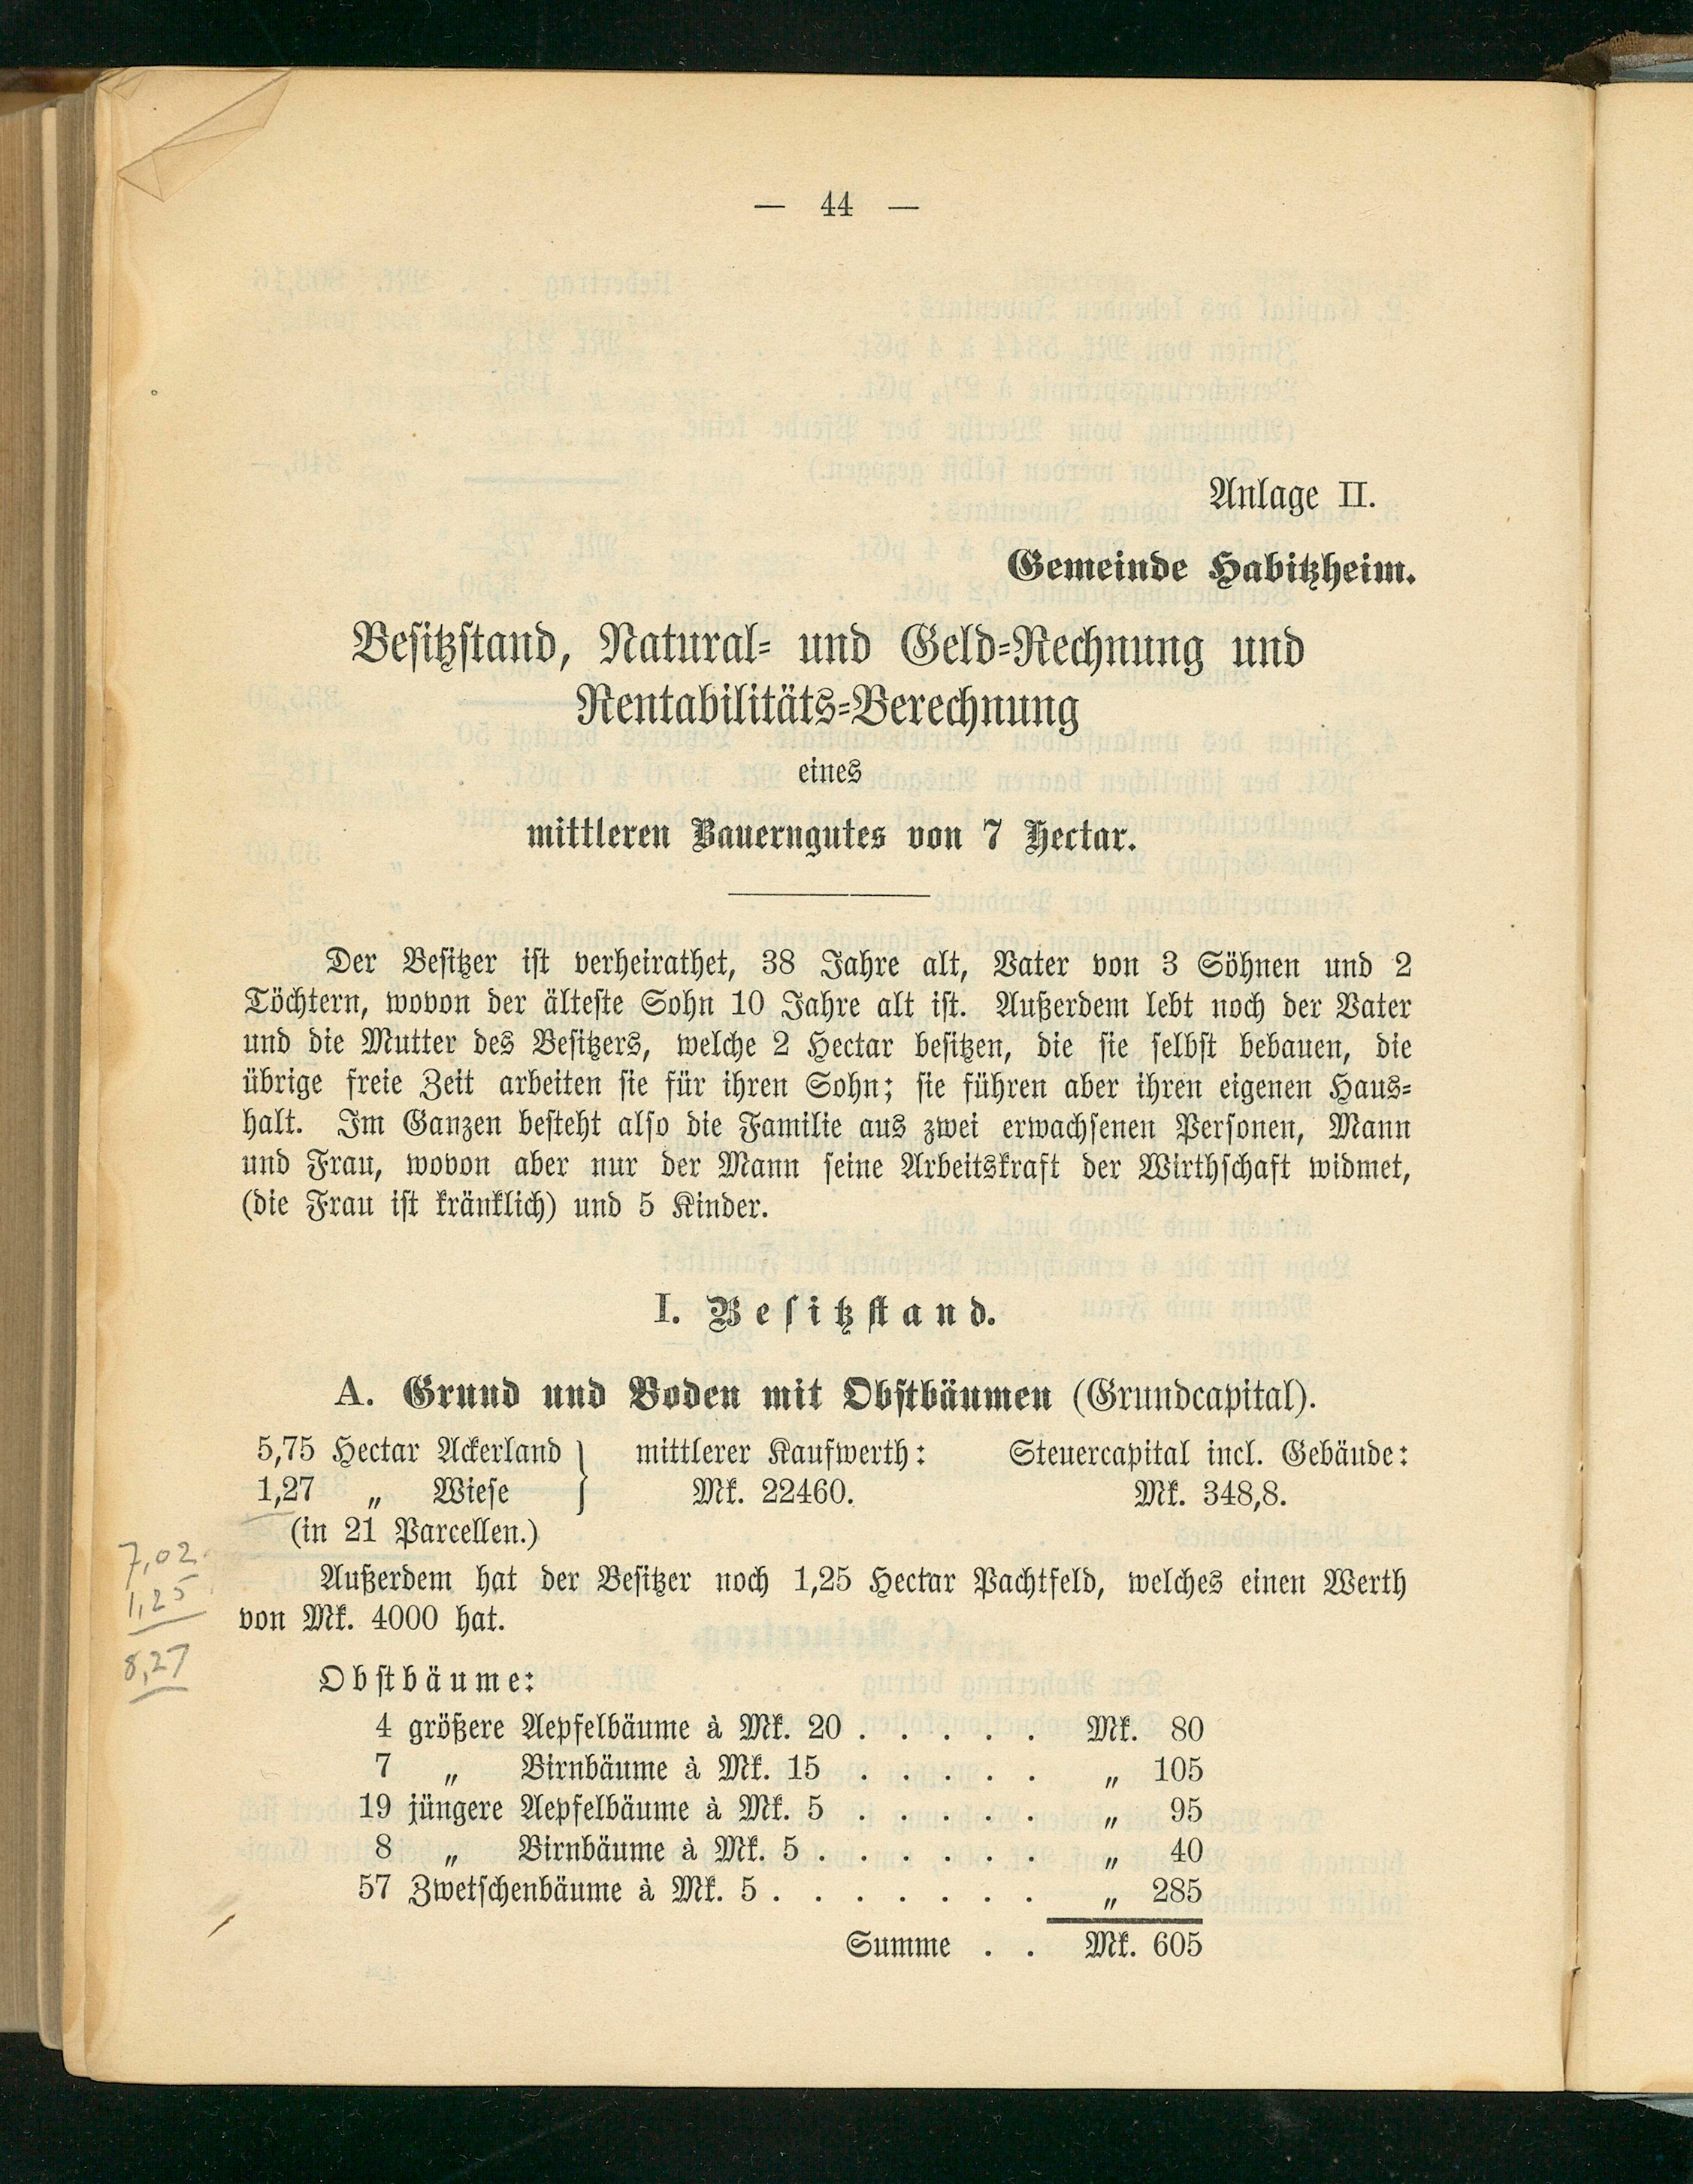 — 44 —
Anlage II.
Gemeinde Habitzheim.
Besitzstand, Natural- und Geld-Rechnung und
Rentabilitäts-Berechnung
eines
mittleren Bauerngutes von 7 Hectar.
Der Besitzer ist verheirathet, 38 Jahre alt, Vater von 3 Söhnen und 2
Töchtern, wovon der älteste Sohn 10 Jahre alt ist. Außerdem lebt noch der Vater
und die Mutter des Besitzers, welche 2 Hectar besitzen, die sie selbst bebauen, die
übrige freie Zeit arbeiten sie für ihren Sohn; sie führen aber ihren eigenen Haus-
halt. Im Ganzen besteht also die Familie aus zwei erwachsenen Personen, Mann
und Frau, wovon aber nur der Mann seine Arbeitskraft der Wirthschaft widmet,
(die Frau ist kränklich) und 5 Kinder.
I. Besitzstand.
A. Grund und Boden mit Obstbäumen (Grundcapital).
5,75 Hectar Ackerland } mittlerer Kaufwerth: Steuercapital incl. Gebäude:
1,27 „ Wiese Mk. 22460. Mk. 348,8.
(in 21 Parcellen.)
7,02
Außerdem hat der Besitzer noch 1,25 Hectar Pachtfeld, welches einen Werth
1,25
von Mk. 4000 hat.
8,27
Obstbäume:
4 größere Aepfelbäume à Mk. 20 . . . . . Mk. 80
7 „ Birnbäume à Mk. 15 . . . . . „ 105
19 jüngere Aepfelbäume à Mk. 5 . . . . . „ 95
8 „ Birnbäume à Mk. 5 . . . . . . „ 40
57 Zwetschenbäume à Mk. 5 . . . . . . . „ 285
Summe . . Mk. 605